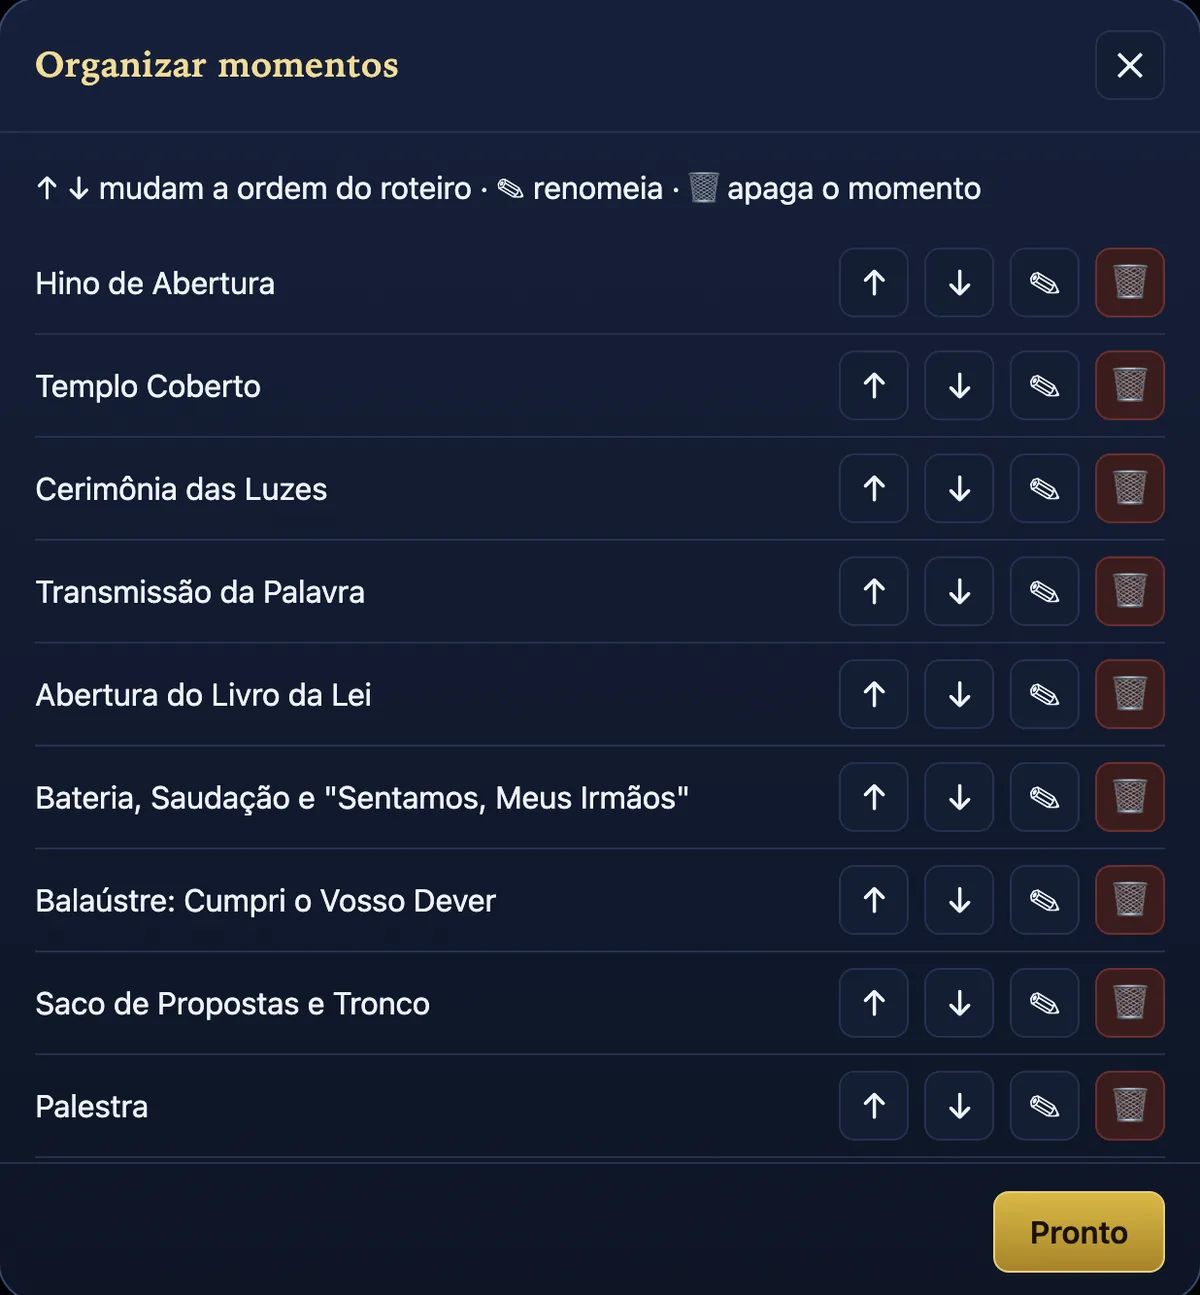 Organizar momentos
↑ ↓ mudam a ordem do roteiro · ✎ renomeia · 🗑 apaga o momento
Hino de Abertura
Templo Coberto
Cerimônia das Luzes
Transmissão da Palavra
Abertura do Livro da Lei
Bateria, Saudação e "Sentamos, Meus Irmãos"
Balaústre: Cumpri o Vosso Dever
Saco de Propostas e Tronco
Palestra
Pronto